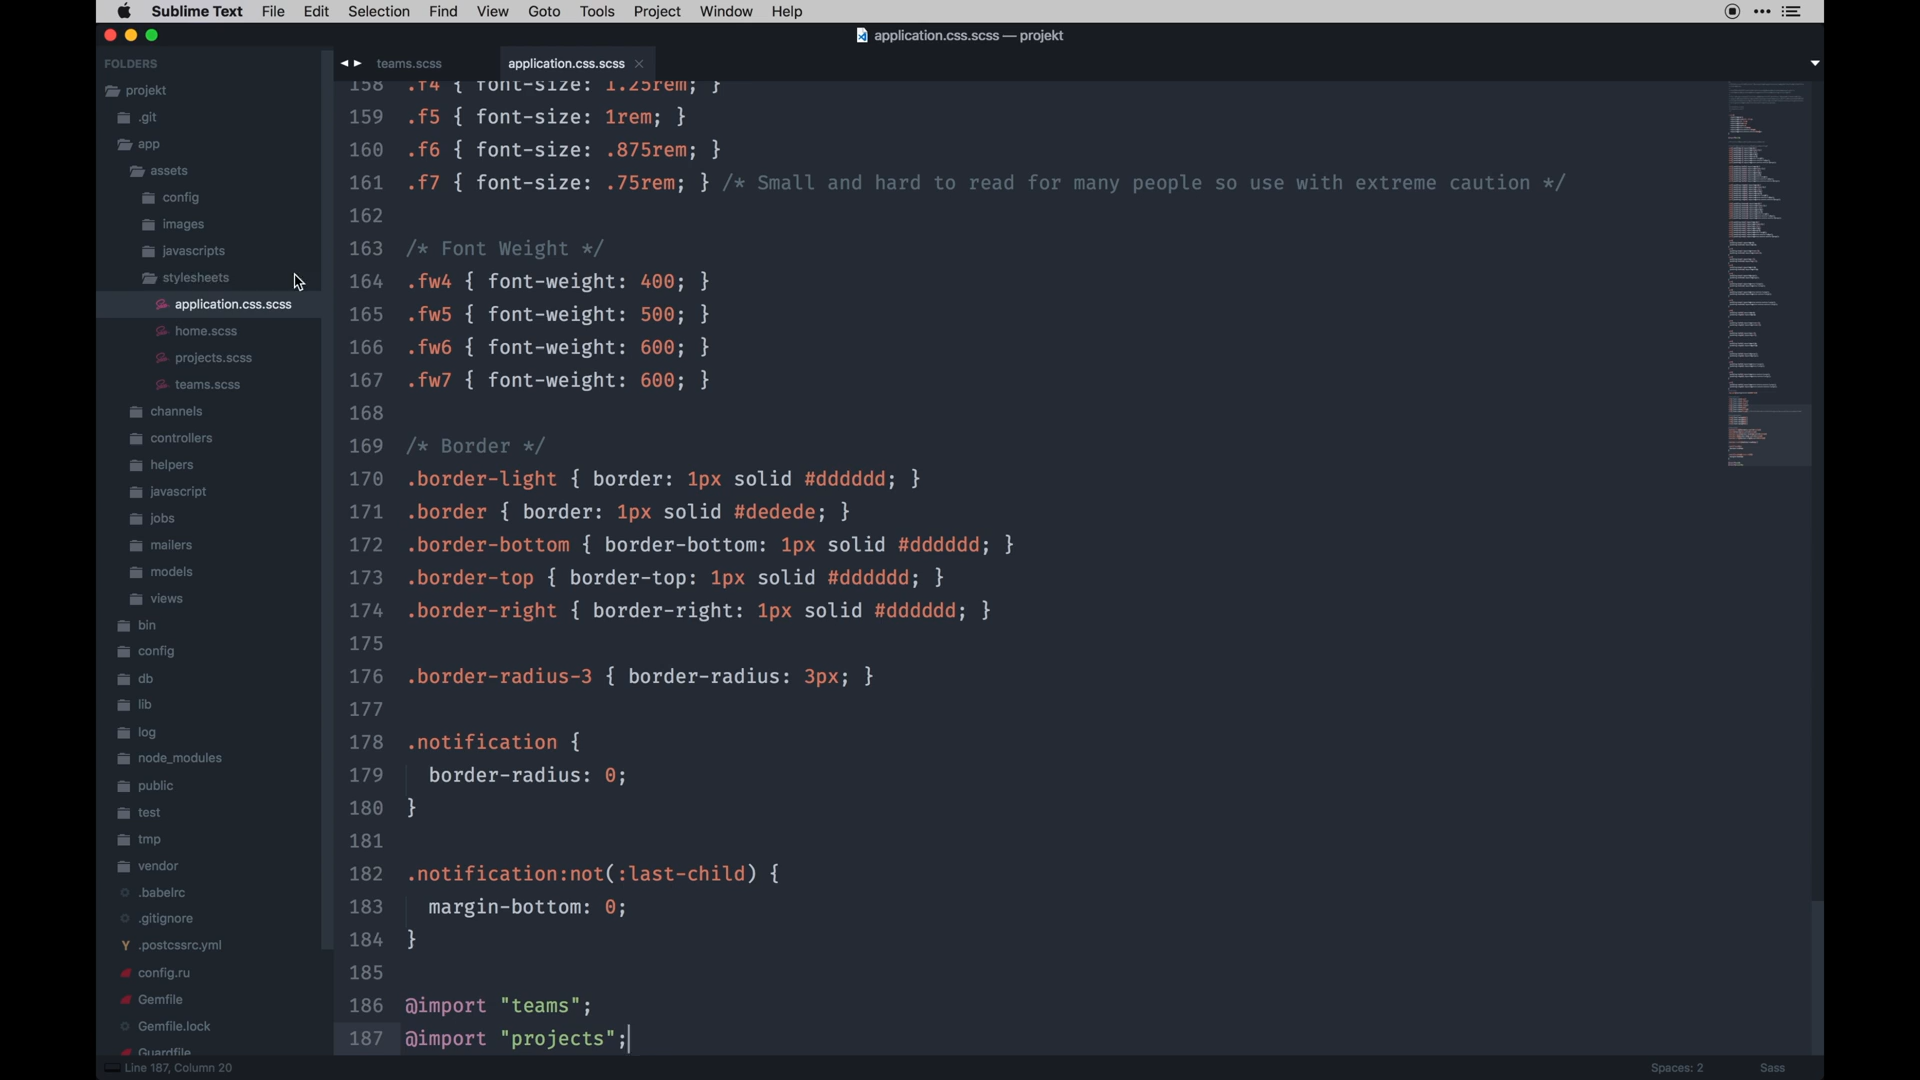 Sublime Text File Edit Selection Find View Goto Tools Project Window Help
application.css.scss — projekt
FOLDERS
projekt
.git
app
assets
config
images
javascripts
stylesheets
application.css.scss
home.scss
projects.scss
teams.scss
channels
controllers
helpers
javascript
jobs
mailers
models
views
bin
config
db
lib
log
node_modules
public
test
tmp
vendor
.babelrc
.gitignore
.postcssrc.yml
config.ru
Gemfile
Gemfile.lock
Guardfile
teams.scss application.css.scss
158 .f4 { font-size: 1.25rem; }
159 .f5 { font-size: 1rem; }
160 .f6 { font-size: .875rem; }
161 .f7 { font-size: .75rem; } /* Small and hard to read for many people so use with extreme caution */
162
163 /* Font Weight */
164 .fw4 { font-weight: 400; }
165 .fw5 { font-weight: 500; }
166 .fw6 { font-weight: 600; }
167 .fw7 { font-weight: 600; }
168
169 /* Border */
170 .border-light { border: 1px solid #dddddd; }
171 .border { border: 1px solid #dedede; }
172 .border-bottom { border-bottom: 1px solid #dddddd; }
173 .border-top { border-top: 1px solid #dddddd; }
174 .border-right { border-right: 1px solid #dddddd; }
175
176 .border-radius-3 { border-radius: 3px; }
177
178 .notification {
179 border-radius: 0;
180 }
181
182 .notification:not(:last-child) {
183 margin-bottom: 0;
184 }
185
186 @import "teams";
187 @import "projects";
Line 187, Column 20 Spaces: 2 Sass